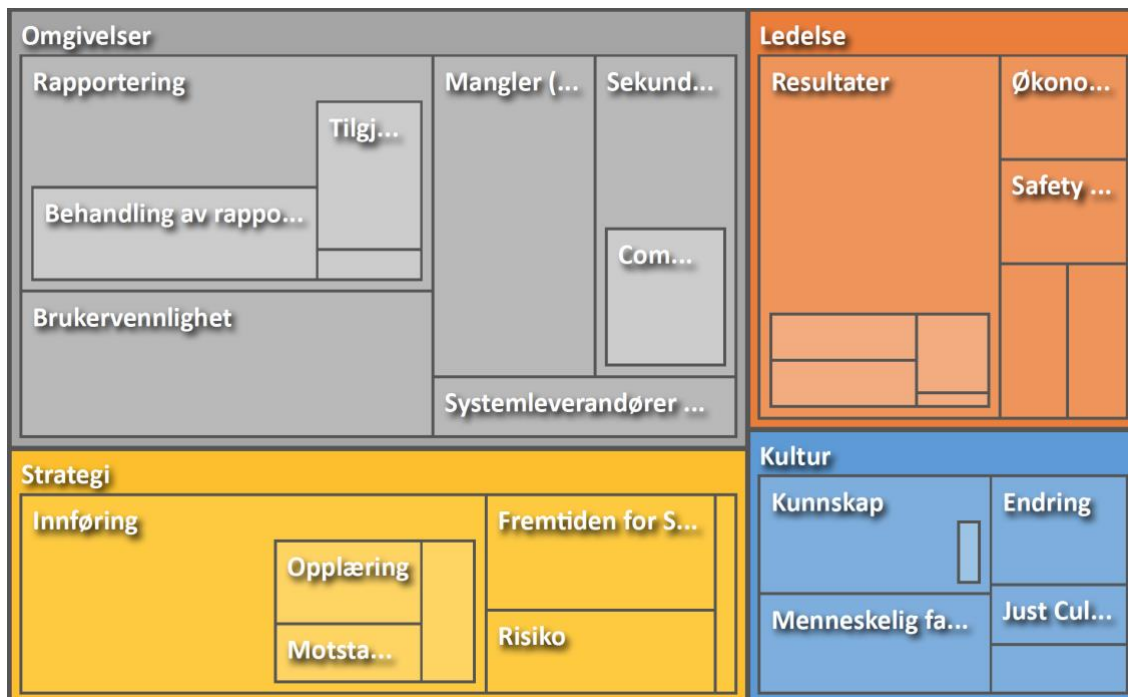 Omgivelser
Rapportering
Tilgj...
Behandling av rappo...
Brukervennlighet
Mangler (...
Sekund...
Com...
Systemleverandører ...
Ledelse
Resultater
Økono...
Safety ...
Strategi
Innføring
Opplæring
Motsta...
Fremtiden for S...
Risiko
Kultur
Kunnskap
Endring
Menneskelig fa...
Just Cul...